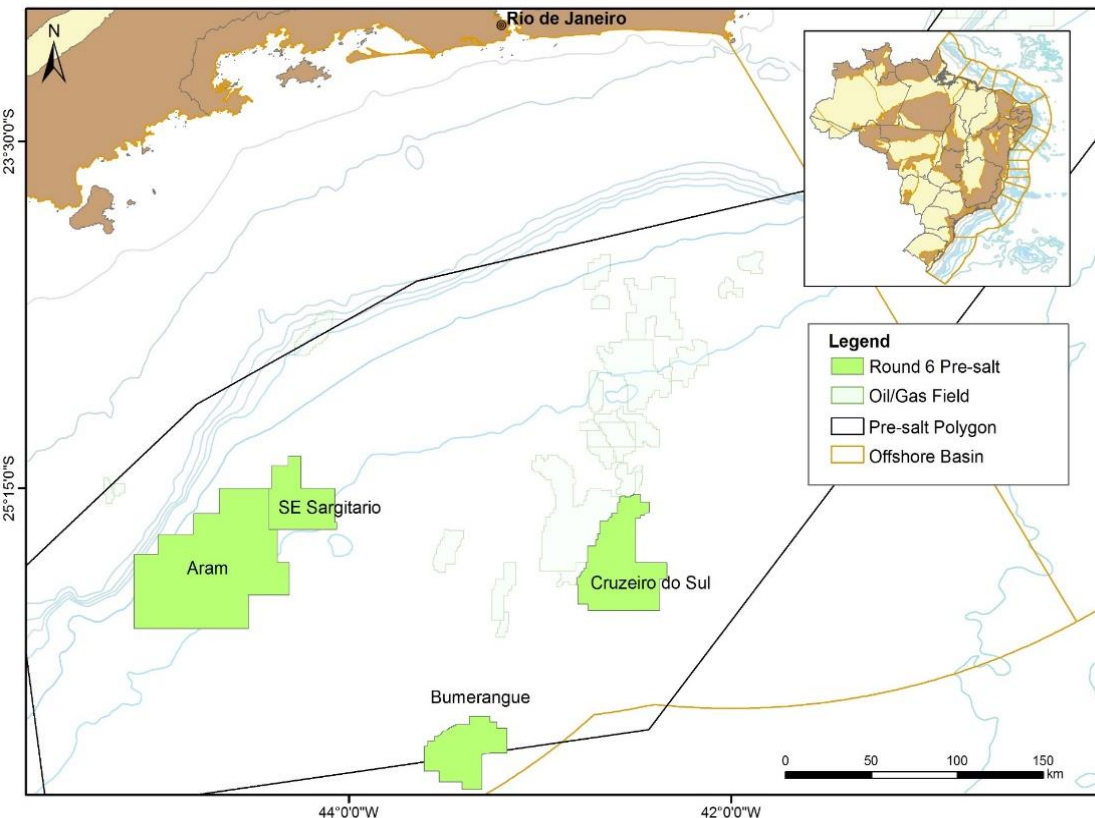 Río de Janeiro
N
23°30'0"S
25°15'0"S
Legend
Round 6 Pre-salt
Oil/Gas Field
Pre-salt Polygon
Offshore Basin
SE Sargitario
Aram
Cruzeiro do Sul
Bumerangue
0 50 100 150
km
44°0'0"W 42°0'0"W